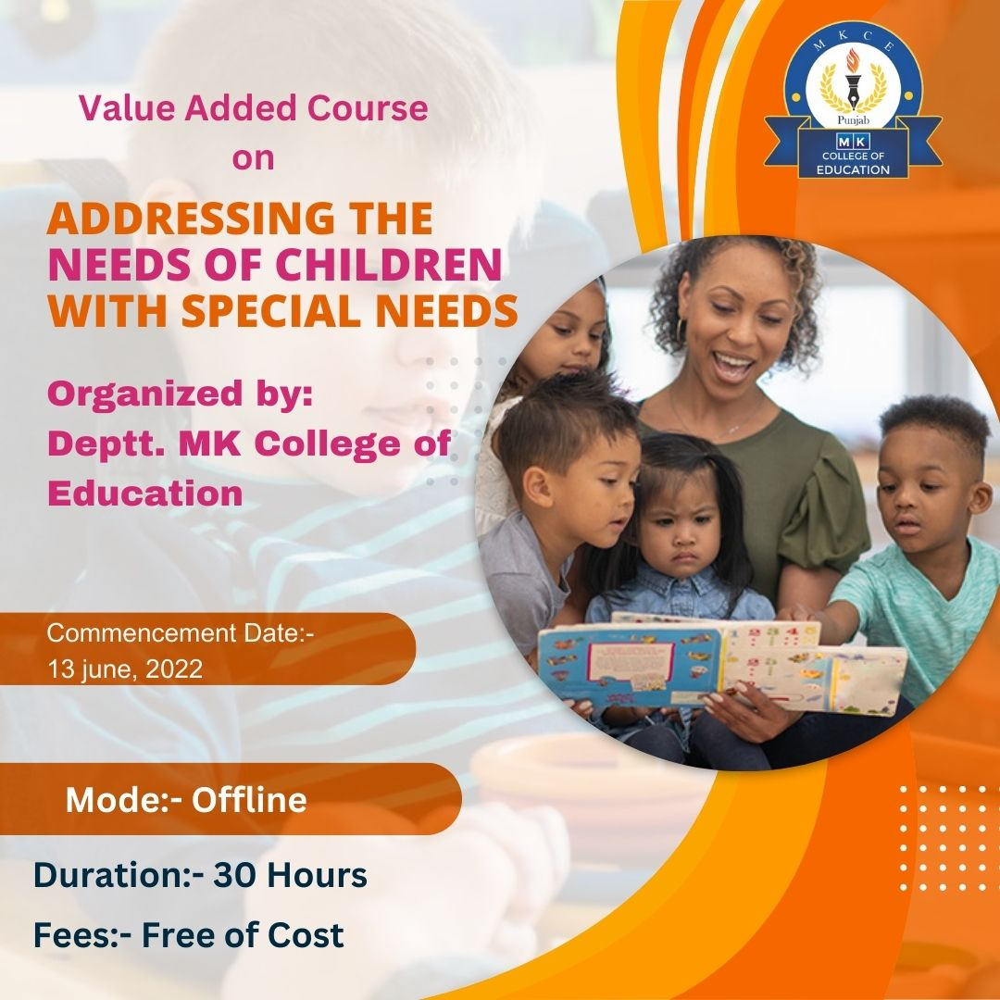 Value Added Course
on
ADDRESSING THE
NEEDS OF CHILDREN
WITH SPECIAL NEEDS
Organized by:
Deptt. MK College of
Education
Commencement Date:-
13 june, 2022
Mode:- Offline
Duration:- 30 Hours
Fees:- Free of Cost
M K C E
Punjab
MK
COLLEGE OF
EDUCATION